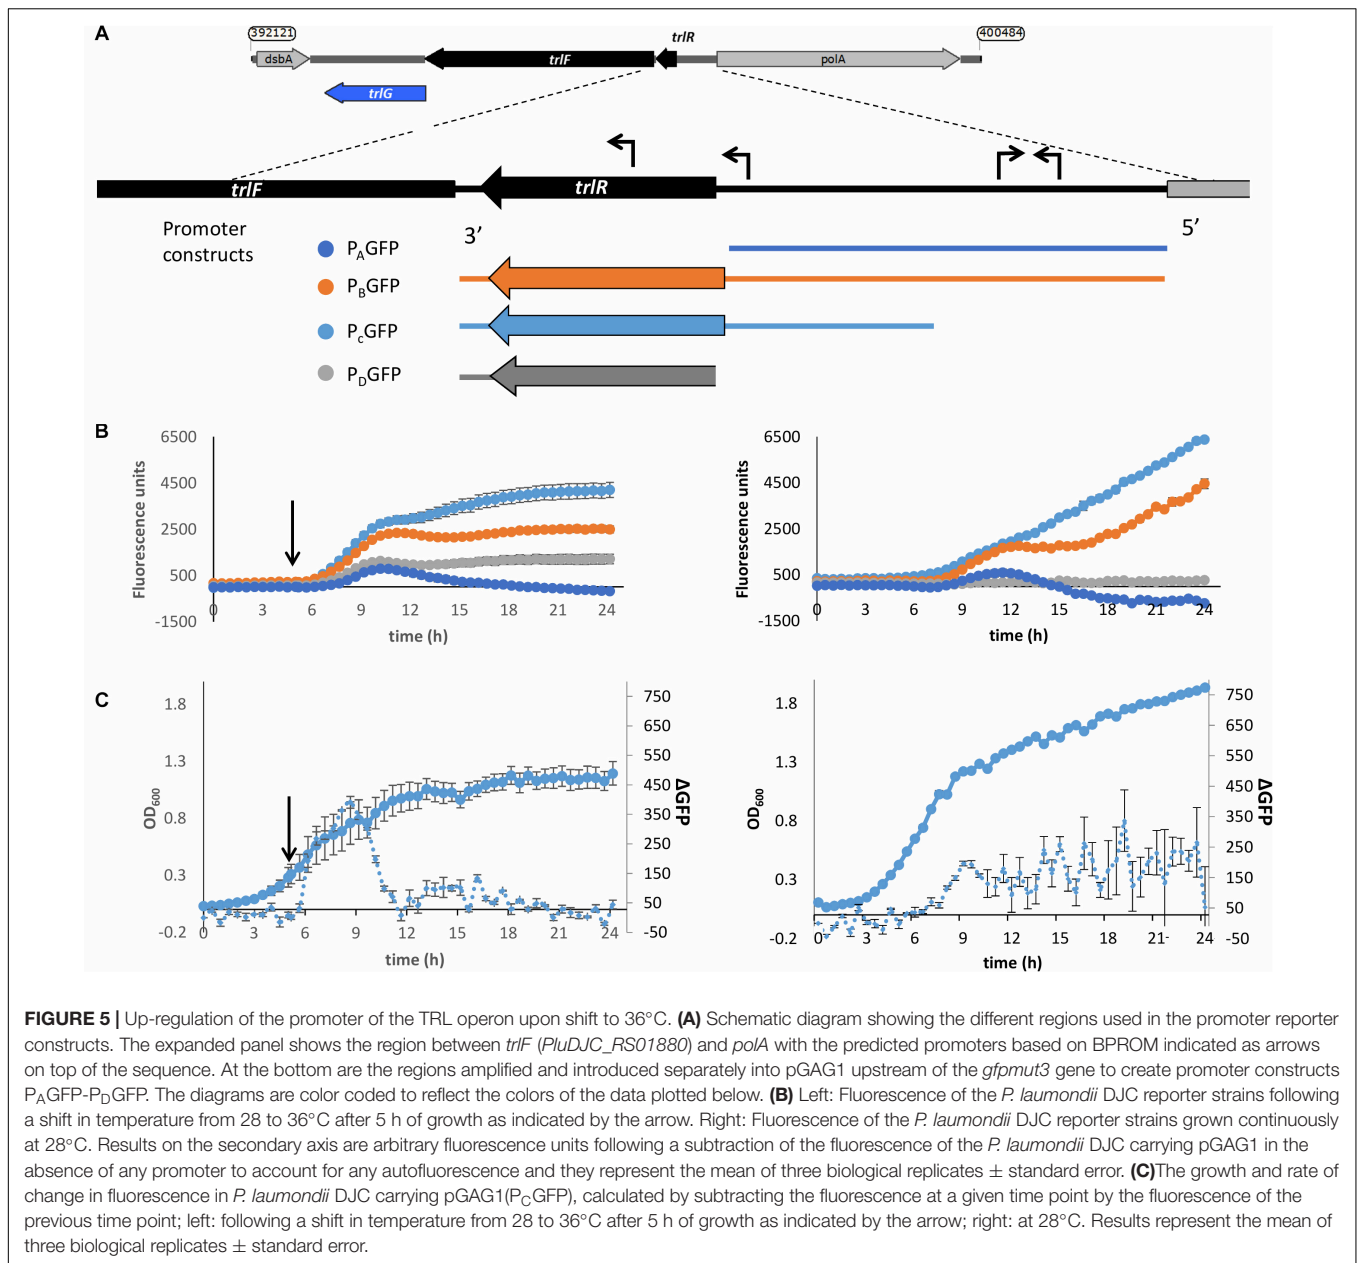 A
392121
trlR
400484
dsbA
trlF
polA
trlG
trlF
trlR
Promoter
constructs
3’
5’
PAGFP
PBGFP
PcGFP
PDGFP
B
Fluorescence units
6500
4500
2500
500
-1500
0 3 6 9 12 15 18 21 24
time (h)
Fluorescence units
6500
4500
2500
500
-1500
0 3 6 9 12 15 18 21 24
time (h)
C
OD600
1.8
1.3
0.8
0.3
-0.2
0 3 6 9 12 15 18 21 24
time (h)
750
650
550
450
350
250
150
50
-50
ΔGFP
OD600
1.8
1.3
0.8
0.3
-0.2
0 3 6 9 12 15 18 21 24
time (h)
750
650
550
450
350
250
150
50
-50
ΔGFP
FIGURE 5 | Up-regulation of the promoter of the TRL operon upon shift to 36°C. (A) Schematic diagram showing the different regions used in the promoter reporter
constructs. The expanded panel shows the region between trlF (PluDJC_RS01880) and polA with the predicted promoters based on BPROM indicated as arrows
on top of the sequence. At the bottom are the regions amplified and introduced separately into pGAG1 upstream of the gfpmut3 gene to create promoter constructs
PAGFP-PDGFP. The diagrams are color coded to reflect the colors of the data plotted below. (B) Left: Fluorescence of the P. laumondii DJC reporter strains following
a shift in temperature from 28 to 36°C after 5 h of growth as indicated by the arrow. Right: Fluorescence of the P. laumondii DJC reporter strains grown continuously
at 28°C. Results on the secondary axis are arbitrary fluorescence units following a subtraction of the fluorescence of the P. laumondii DJC carrying pGAG1 in the
absence of any promoter to account for any autofluorescence and they represent the mean of three biological replicates ± standard error. (C)The growth and rate of
change in fluorescence in P. laumondii DJC carrying pGAG1(PCGFP), calculated by subtracting the fluorescence at a given time point by the fluorescence of the
previous time point; left: following a shift in temperature from 28 to 36°C after 5 h of growth as indicated by the arrow; right: at 28°C. Results represent the mean of
three biological replicates ± standard error.